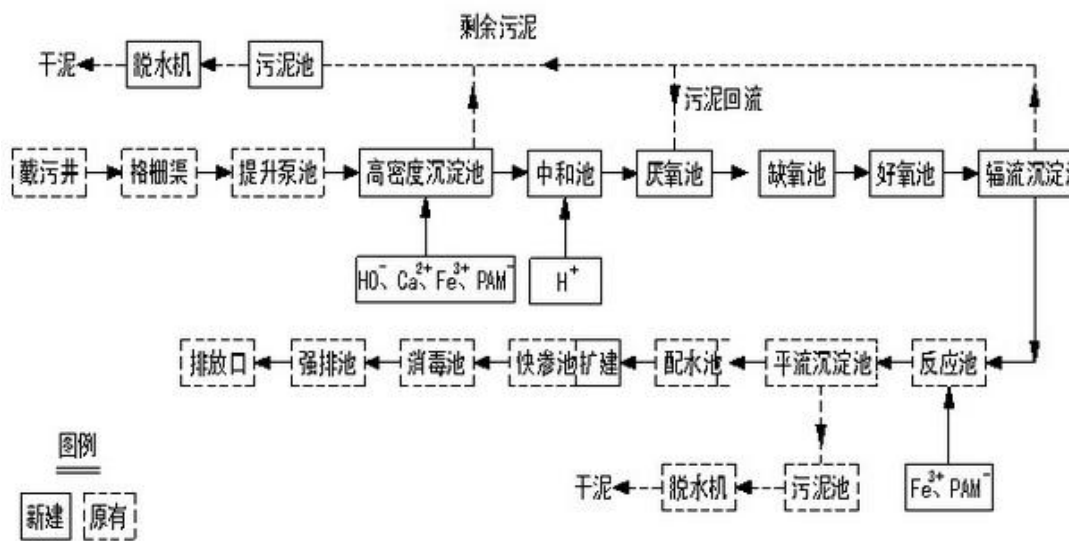 剩余污泥
干泥 脱水机 污泥池
污泥回流
截污井 格栅渠 提升泵池 高密度沉淀池 中和池 厌氧池 缺氧池 好氧池 辐流沉淀池
HO⁻、Ca²⁺、Fe³⁺、PAM⁻ H⁺
排放口 强排池 消毒池 快渗池 扩建 配水池 平流沉淀池 反应池
图例
干泥 脱水机 污泥池 Fe³⁺、PAM⁻
新建 原有